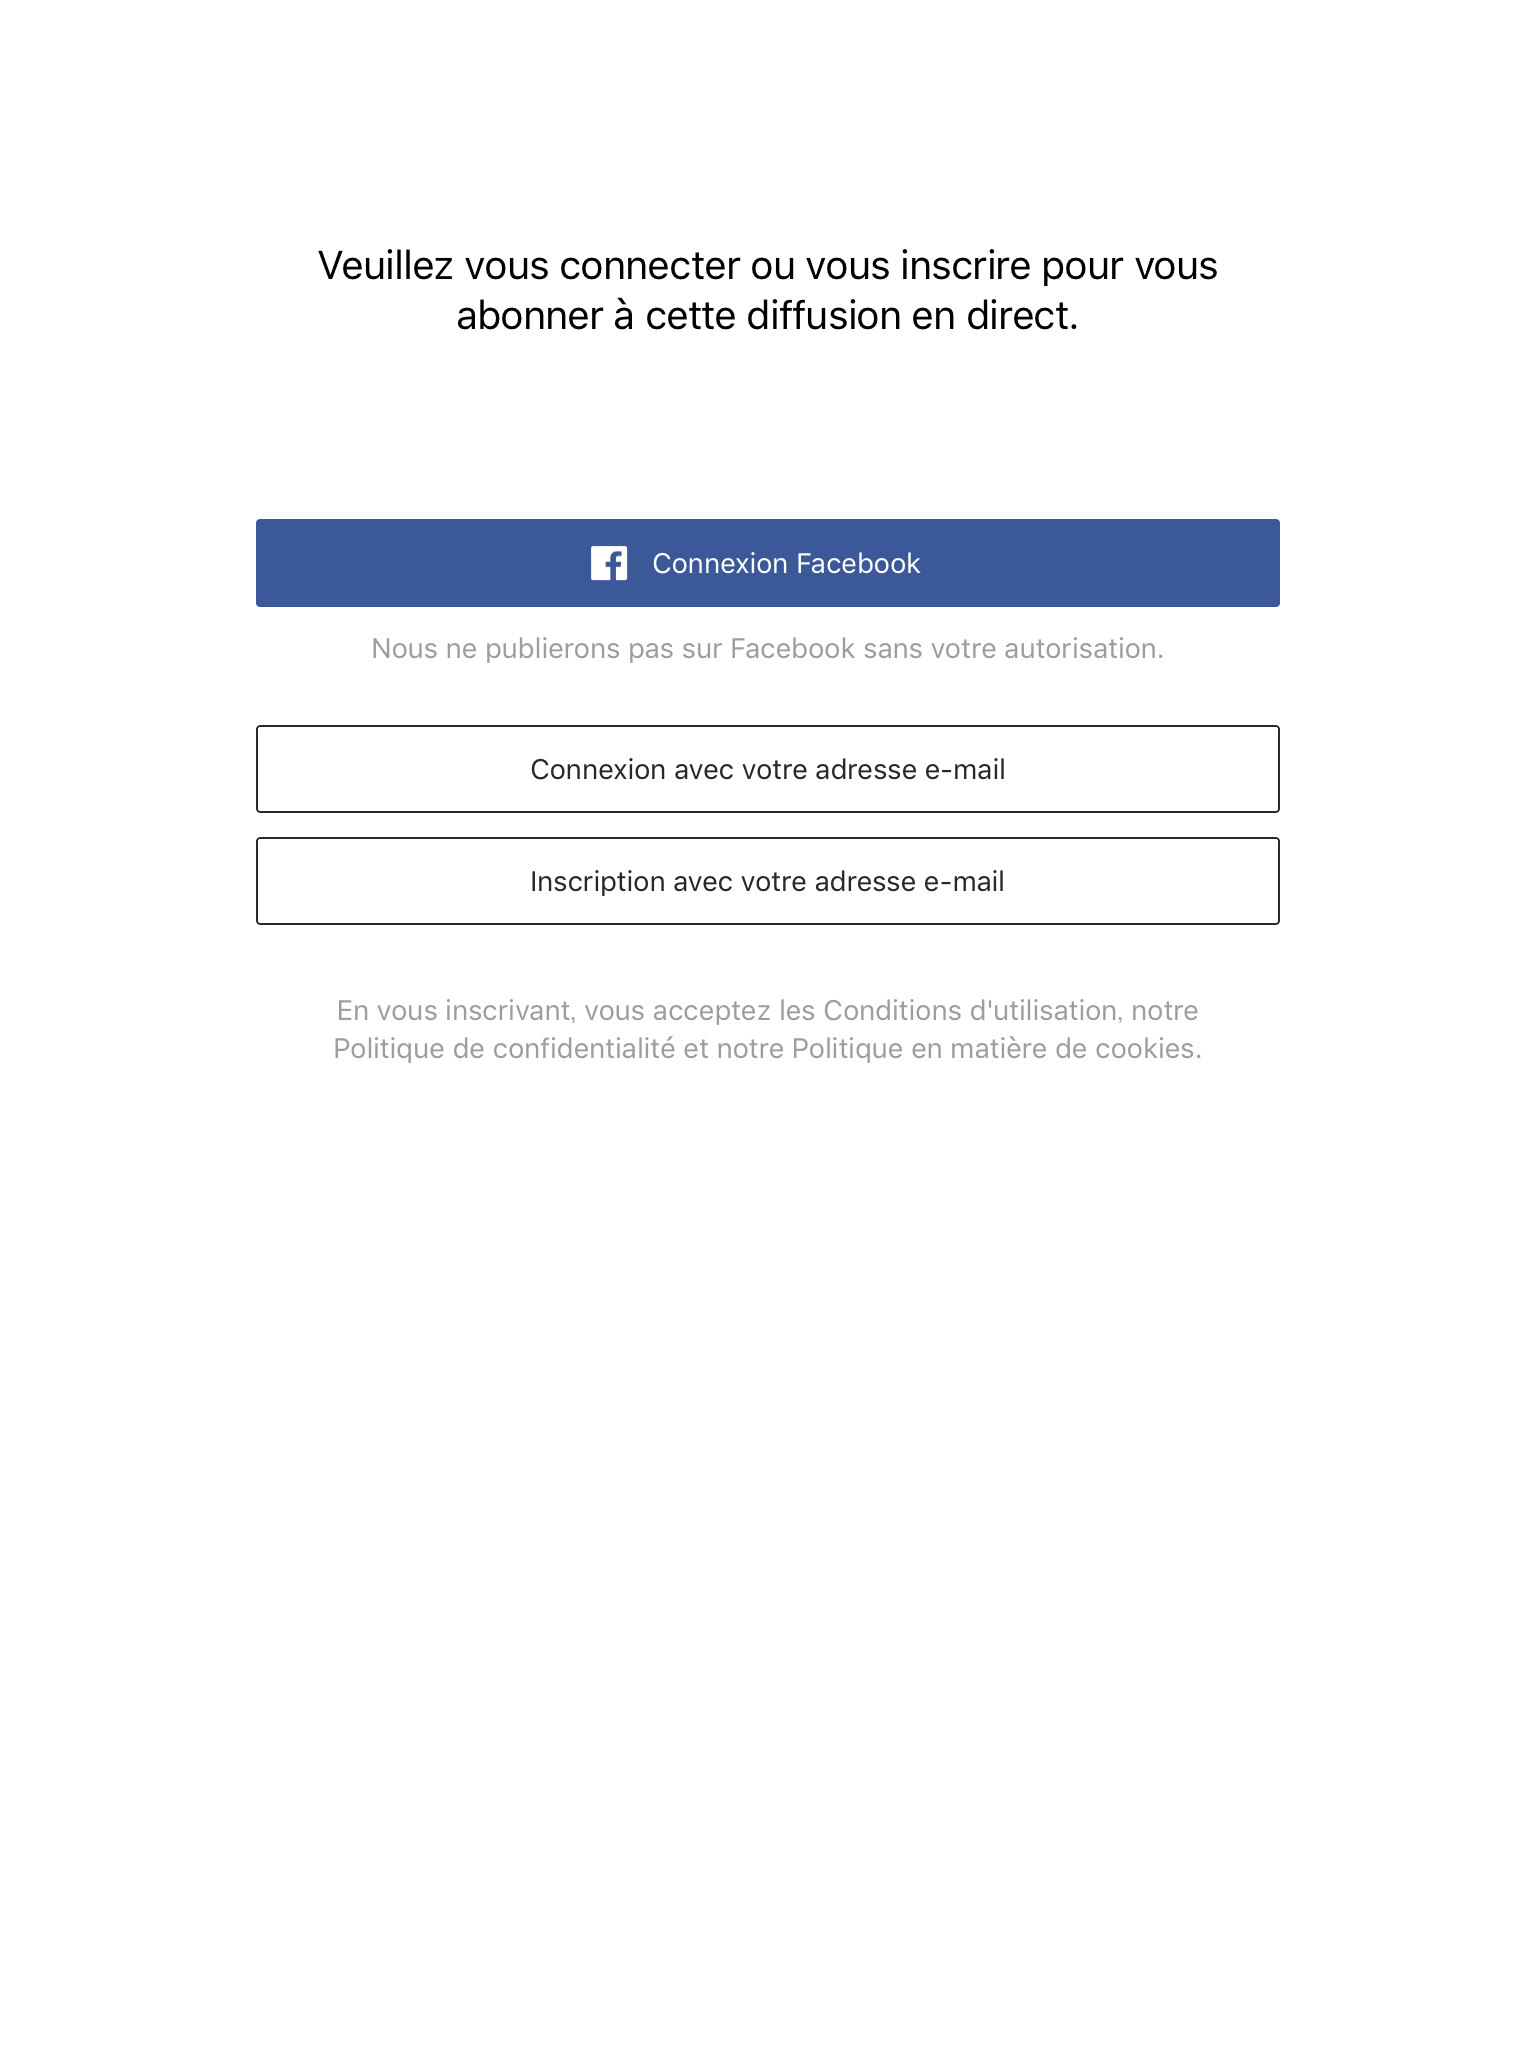 Veuillez vous connecter ou vous inscrire pour vous
abonner à cette diffusion en direct.
Connexion Facebook
Nous ne publierons pas sur Facebook sans votre autorisation.
Connexion avec votre adresse e-mail
Inscription avec votre adresse e-mail
En vous inscrivant, vous acceptez les Conditions d'utilisation, notre
Politique de confidentialité et notre Politique en matière de cookies.